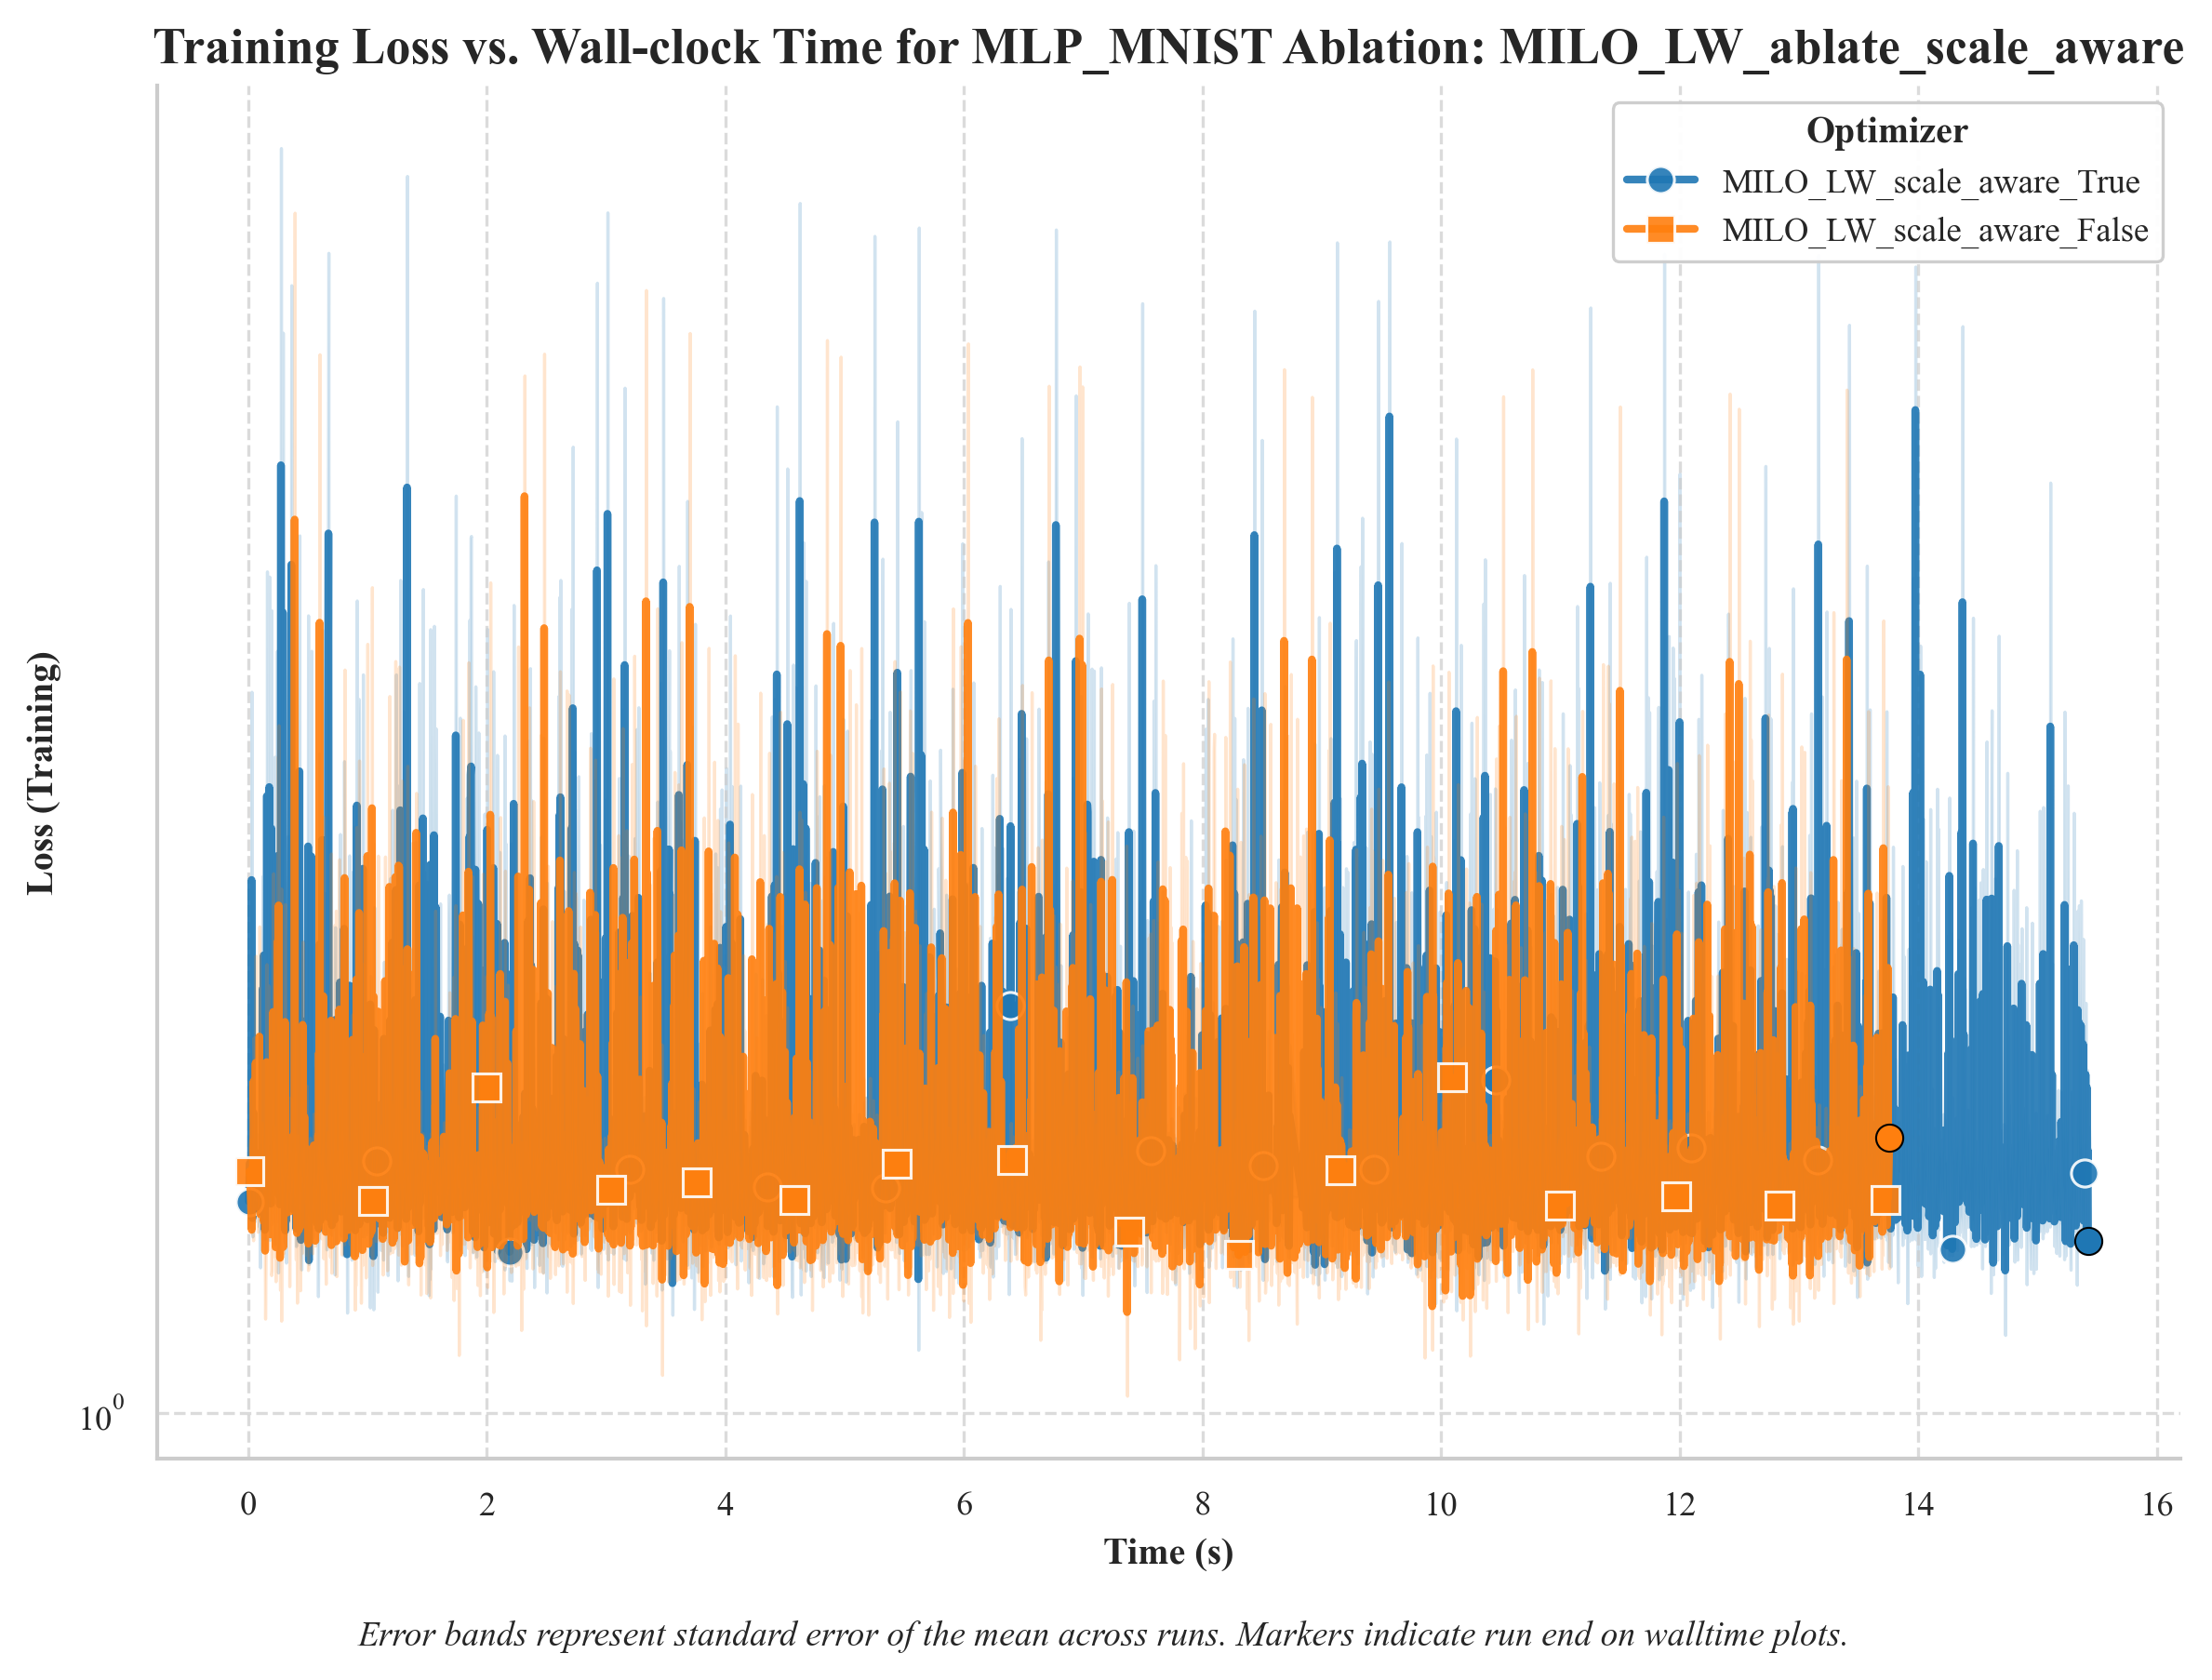 Training Loss vs. Wall-clock Time for MLP_MNIST Ablation: MILO_LW_ablate_scale_aware
Optimizer
MILO_LW_scale_aware_True
MILO_LW_scale_aware_False
Loss (Training)
10^0
0 2 4 6 8 10 12 14 16
Time (s)
Error bands represent standard error of the mean across runs. Markers indicate run end on walltime plots.